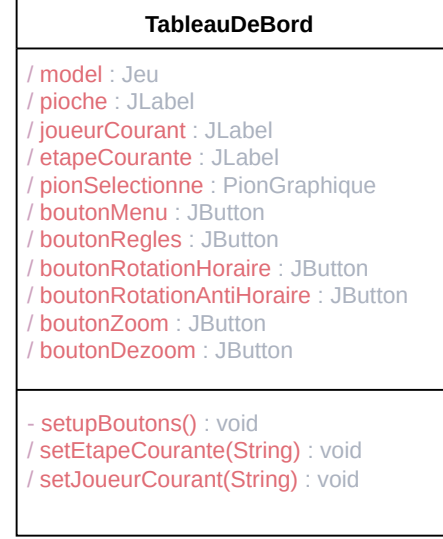 TableauDeBord
/ model : Jeu
/ pioche : JLabel
/ joueurCourant : JLabel
/ etapeCourante : JLabel
/ pionSelectionne : PionGraphique
/ boutonMenu : JButton
/ boutonRegles : JButton
/ boutonRotationHoraire : JButton
/ boutonRotationAntiHoraire : JButton
/ boutonZoom : JButton
/ boutonDezoom : JButton
- setupBoutons() : void
/ setEtapeCourante(String) : void
/ setJoueurCourant(String) : void